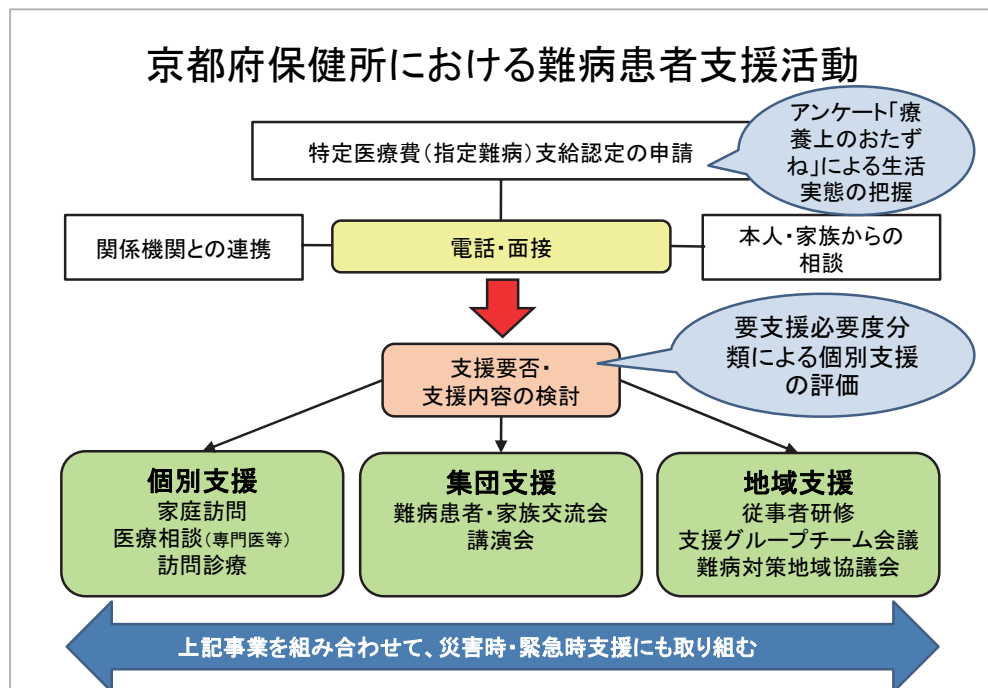 京都府保健所における難病患者支援活動
アンケート「療
養上のおたず
ね」による生活
実態の把握
特定医療費(指定難病)支給認定の申請
関係機関との連携
電話・面接
本人・家族からの
相談
要支援必要度分
類による個別支援
の評価
支援要否・
支援内容の検討
個別支援
家庭訪問
医療相談(専門医等)
訪問診療
集団支援
難病患者・家族交流会
講演会
地域支援
従事者研修
支援グループチーム会議
難病対策地域協議会
上記事業を組み合わせて、災害時・緊急時支援にも取り組む